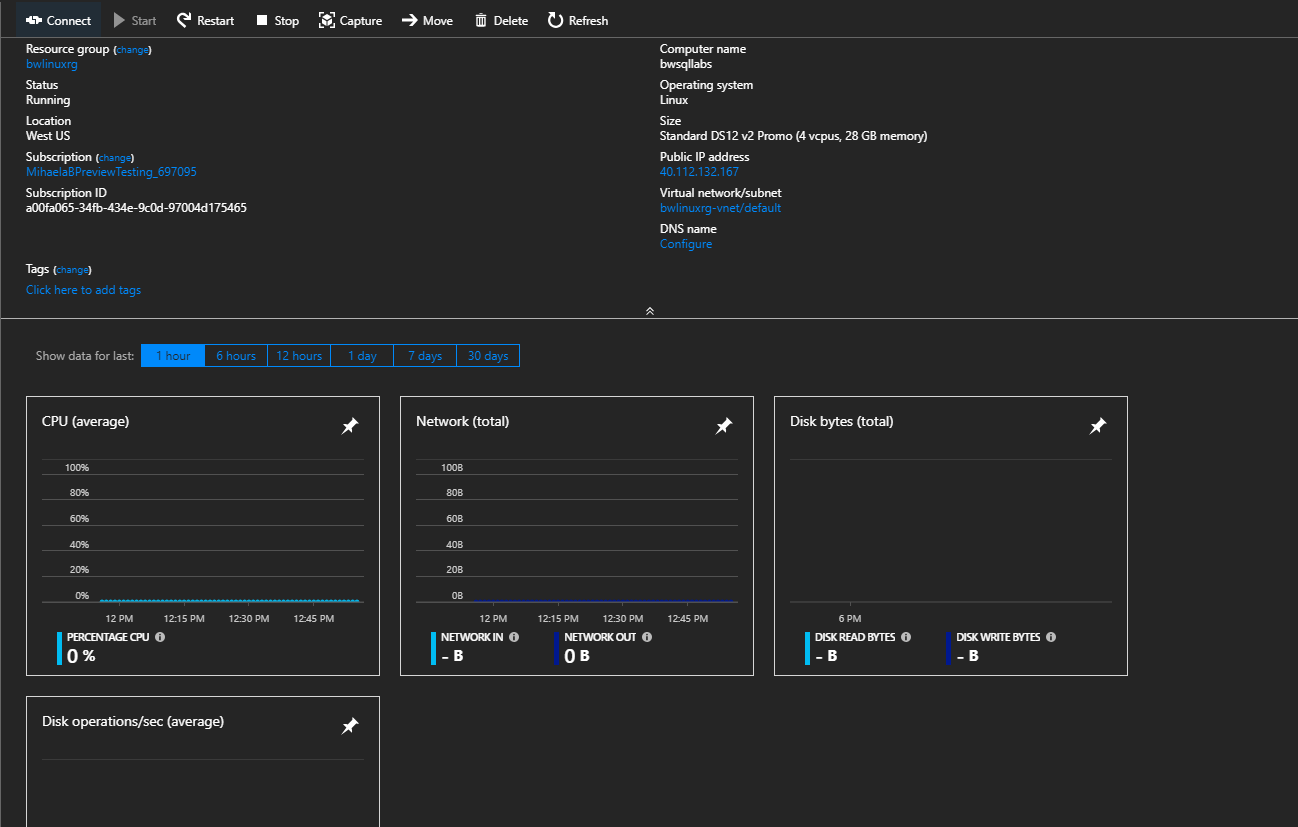 Connect Start Restart Stop Capture Move Delete Refresh
Resource group (change)
bwlinuxrg
Status
Running
Location
West US
Subscription (change)
MihaelaBPreviewTesting_697095
Subscription ID
a00fa065-34fb-434e-9c0d-97004d175465
Computer name
bwsqllabs
Operating system
Linux
Size
Standard DS12 v2 Promo (4 vcpus, 28 GB memory)
Public IP address
40.112.132.167
Virtual network/subnet
bwlinuxrg-vnet/default
DNS name
Configure
Tags (change)
Click here to add tags
Show data for last: 1 hour 6 hours 12 hours 1 day 7 days 30 days
CPU (average)
100%
80%
60%
40%
20%
0%
12 PM 12:15 PM 12:30 PM 12:45 PM
PERCENTAGE CPU
0 %
Network (total)
100B
80B
60B
40B
20B
0B
12 PM 12:15 PM 12:30 PM 12:45 PM
NETWORK IN NETWORK OUT
- B 0 B
Disk bytes (total)
6 PM
DISK READ BYTES DISK WRITE BYTES
- B - B
Disk operations/sec (average)